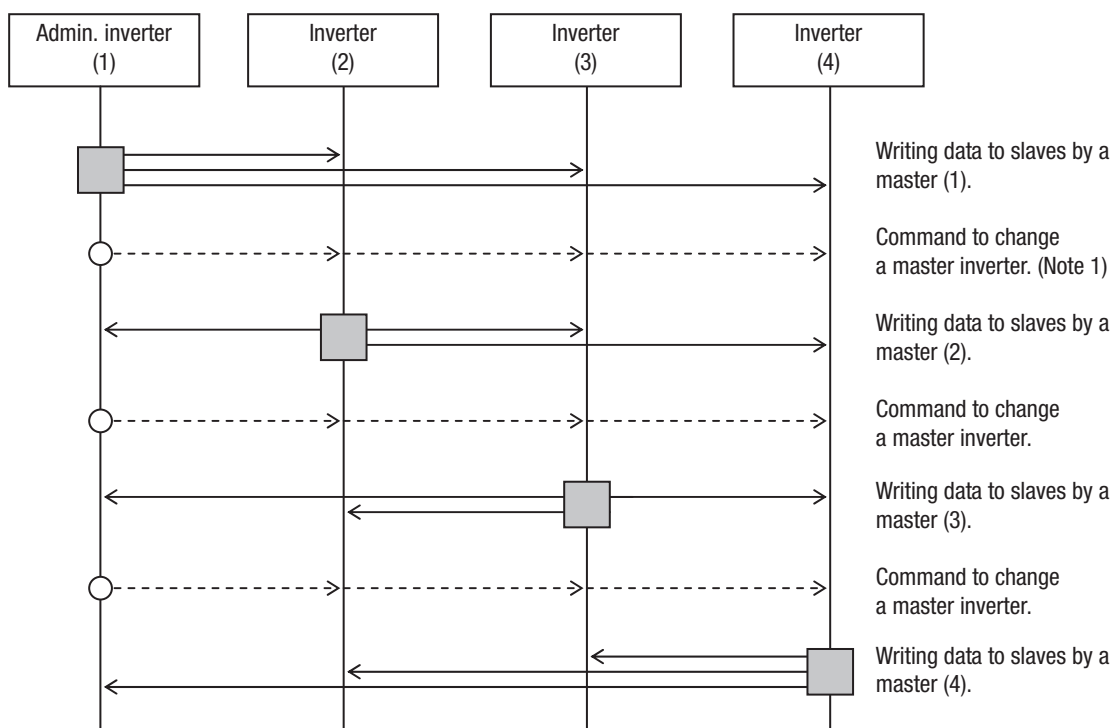 Admin. inverter
(1)
Inverter
(2)
Inverter
(3)
Inverter
(4)
Writing data to slaves by a
master (1).
Command to change
a master inverter. (Note 1)
Writing data to slaves by a
master (2).
Command to change
a master inverter.
Writing data to slaves by a
master (3).
Command to change
a master inverter.
Writing data to slaves by a
master (4).